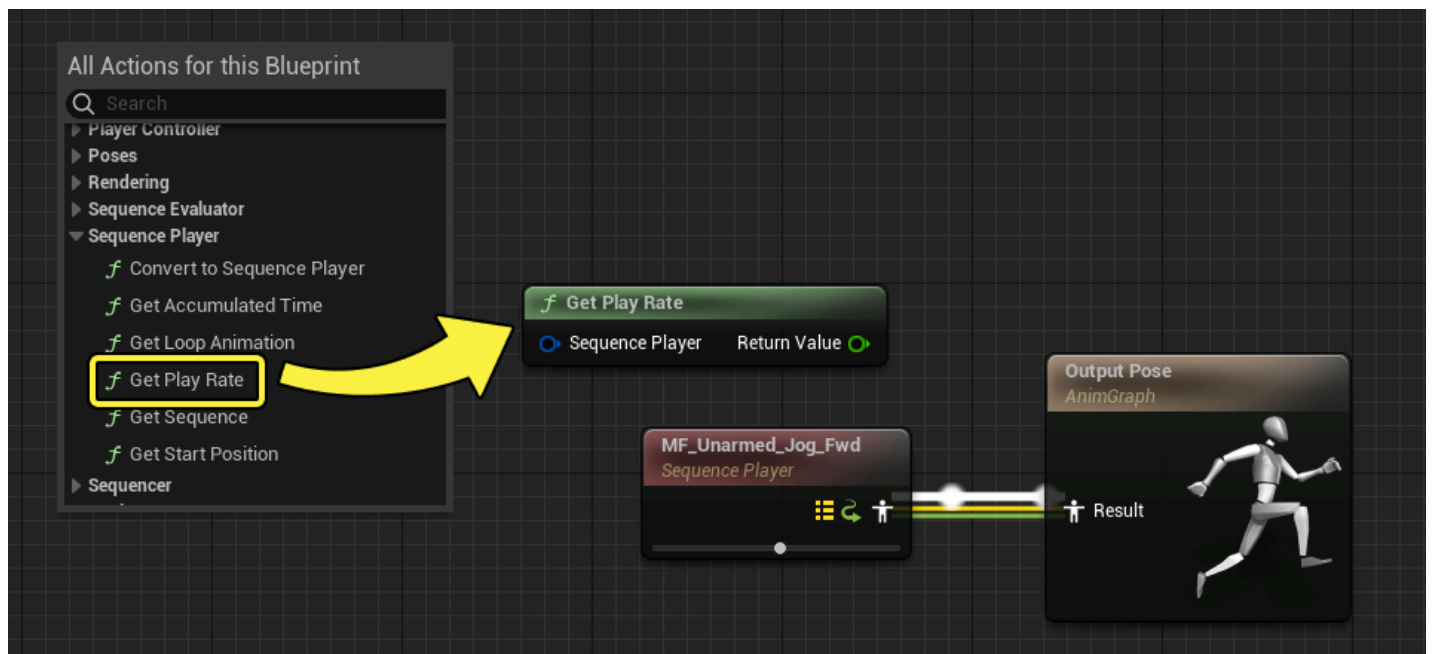 All Actions for this Blueprint
Search
Player Controller
Poses
Rendering
Sequence Evaluator
Sequence Player
f Convert to Sequence Player
f Get Accumulated Time
f Get Loop Animation
f Get Play Rate
f Get Sequence
f Get Start Position
Sequencer
f Get Play Rate
Sequence Player Return Value
MF_Unarmed_Jog_Fwd
Sequence Player
Output Pose
AnimGraph
Result